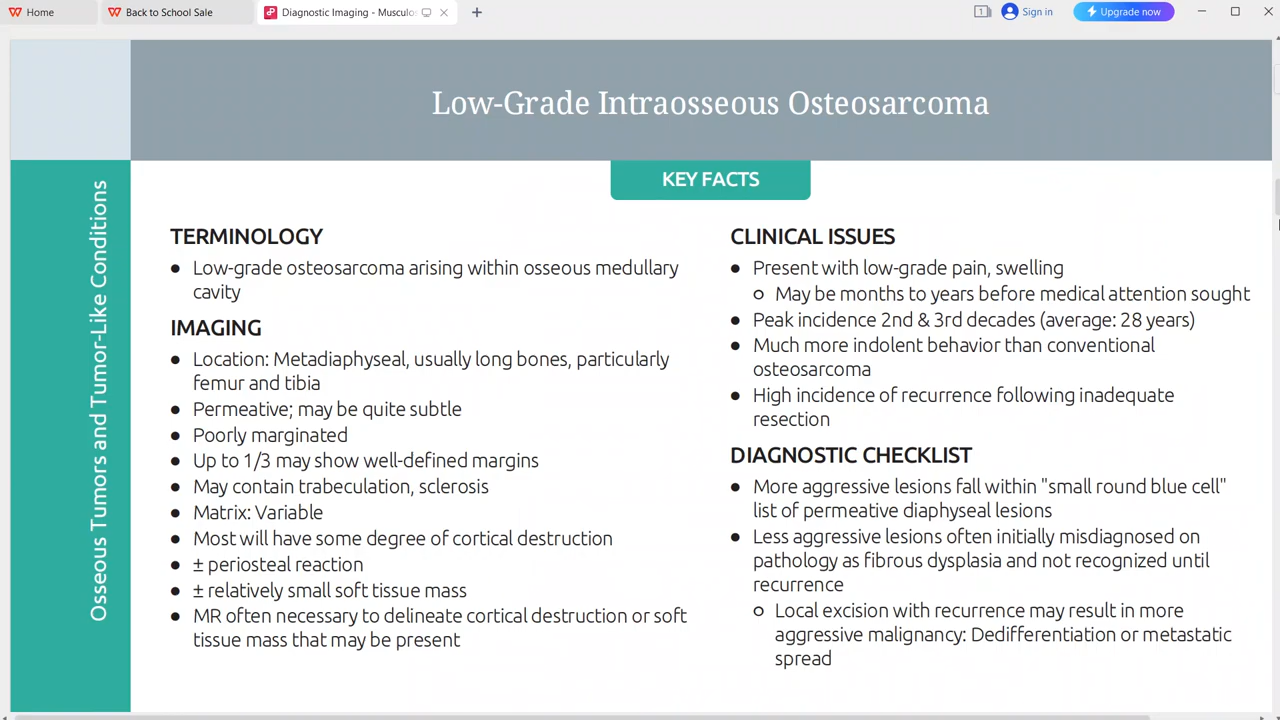 Home
Back to School Sale
Diagnostic Imaging - Musculos
1
Sign in
Upgrade now
Low-Grade Intraosseous Osteosarcoma
Osseous Tumors and Tumor-Like Conditions
KEY FACTS
TERMINOLOGY
● Low-grade osteosarcoma arising within osseous medullary
cavity
IMAGING
● Location: Metadiaphyseal, usually long bones, particularly
femur and tibia
● Permeative; may be quite subtle
● Poorly marginated
● Up to 1/3 may show well-defined margins
● May contain trabeculation, sclerosis
● Matrix: Variable
● Most will have some degree of cortical destruction
● ± periosteal reaction
● ± relatively small soft tissue mass
● MR often necessary to delineate cortical destruction or soft
tissue mass that may be present
CLINICAL ISSUES
● Present with low-grade pain, swelling
○ May be months to years before medical attention sought
● Peak incidence 2nd & 3rd decades (average: 28 years)
● Much more indolent behavior than conventional
osteosarcoma
● High incidence of recurrence following inadequate
resection
DIAGNOSTIC CHECKLIST
● More aggressive lesions fall within "small round blue cell"
list of permeative diaphyseal lesions
● Less aggressive lesions often initially misdiagnosed on
pathology as fibrous dysplasia and not recognized until
recurrence
○ Local excision with recurrence may result in more
aggressive malignancy: Dedifferentiation or metastatic
spread